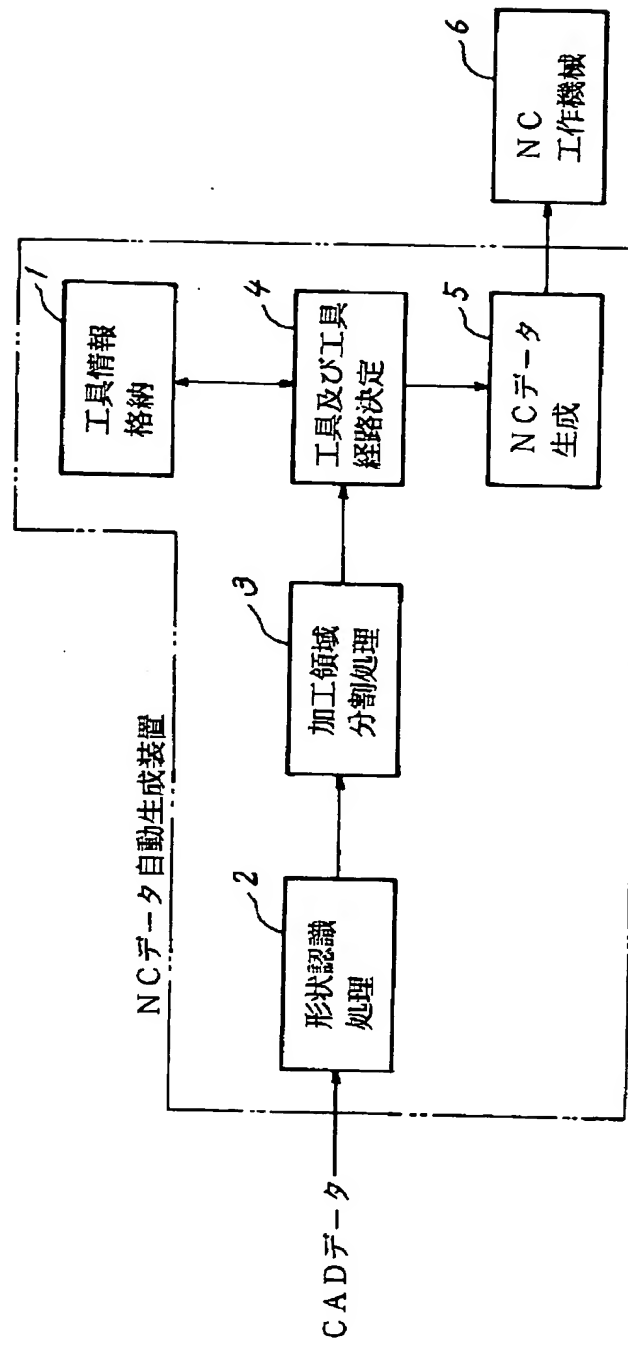 NCデータ自動生成装置
CADデータ
2
形状認識
処理
3
加工領域
分割処理
1
工具情報
格納
4
工具及び工具
経路決定
5
NCデータ
生成
6
NC
工作機械